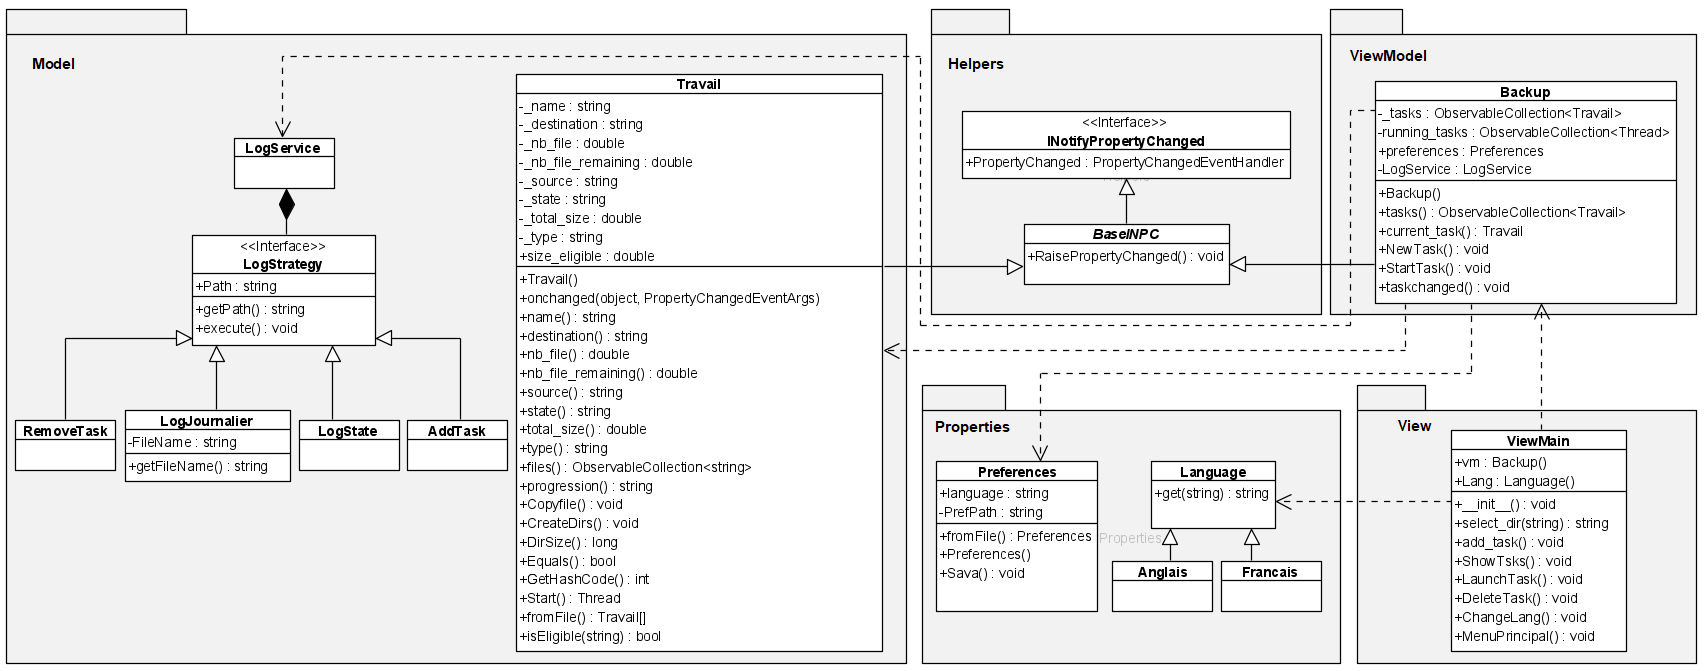 Model
LogService
<<Interface>>
LogStrategy
+Path : string
+getPath() : string
+execute() : void
RemoveTask
LogJournalier
-FileName : string
+getFileName() : string
LogState
AddTask
Travail
-_name : string
-_destination : string
-_nb_file : double
-_nb_file_remaining : double
-_source : string
-_state : string
-_total_size : double
-_type : string
+size_eligible : double
+Travail()
+onchanged(object, PropertyChangedEventArgs)
+name() : string
+destination() : string
+nb_file() : double
+nb_file_remaining() : double
+source() : string
+state() : string
+total_size() : double
+type() : string
+files() : ObservableCollection<string>
+progression() : string
+Copyfile() : void
+CreateDirs() : void
+DirSize() : long
+Equals() : bool
+GetHashCode() : int
+Start() : Thread
+fromFile() : Travail[]
+isEligible(string) : bool
Helpers
<<Interface>>
INotifyPropertyChanged
+PropertyChanged : PropertyChangedEventHandler
BaseINPC
+RaisePropertyChanged() : void
ViewModel
Backup
-_tasks : ObservableCollection<Travail>
-running_tasks : ObservableCollection<Thread>
+preferences : Preferences
-LogService : LogService
+Backup()
+tasks() : ObservableCollection<Travail>
+current_task() : Travail
+NewTask() : void
+StartTask() : void
+taskchanged() : void
Properties
Preferences
+language : string
-PrefPath : string
+fromFile() : Preferences
+Preferences()
+Sava() : void
Properties
Language
+get(string) : string
Anglais
Francais
View
ViewMain
+vm : Backup()
+Lang : Language()
+__init__() : void
+select_dir(string) : string
+add_task() : void
+ShowTsks() : void
+LaunchTask() : void
+DeleteTask() : void
+ChangeLang() : void
+MenuPrincipal() : void